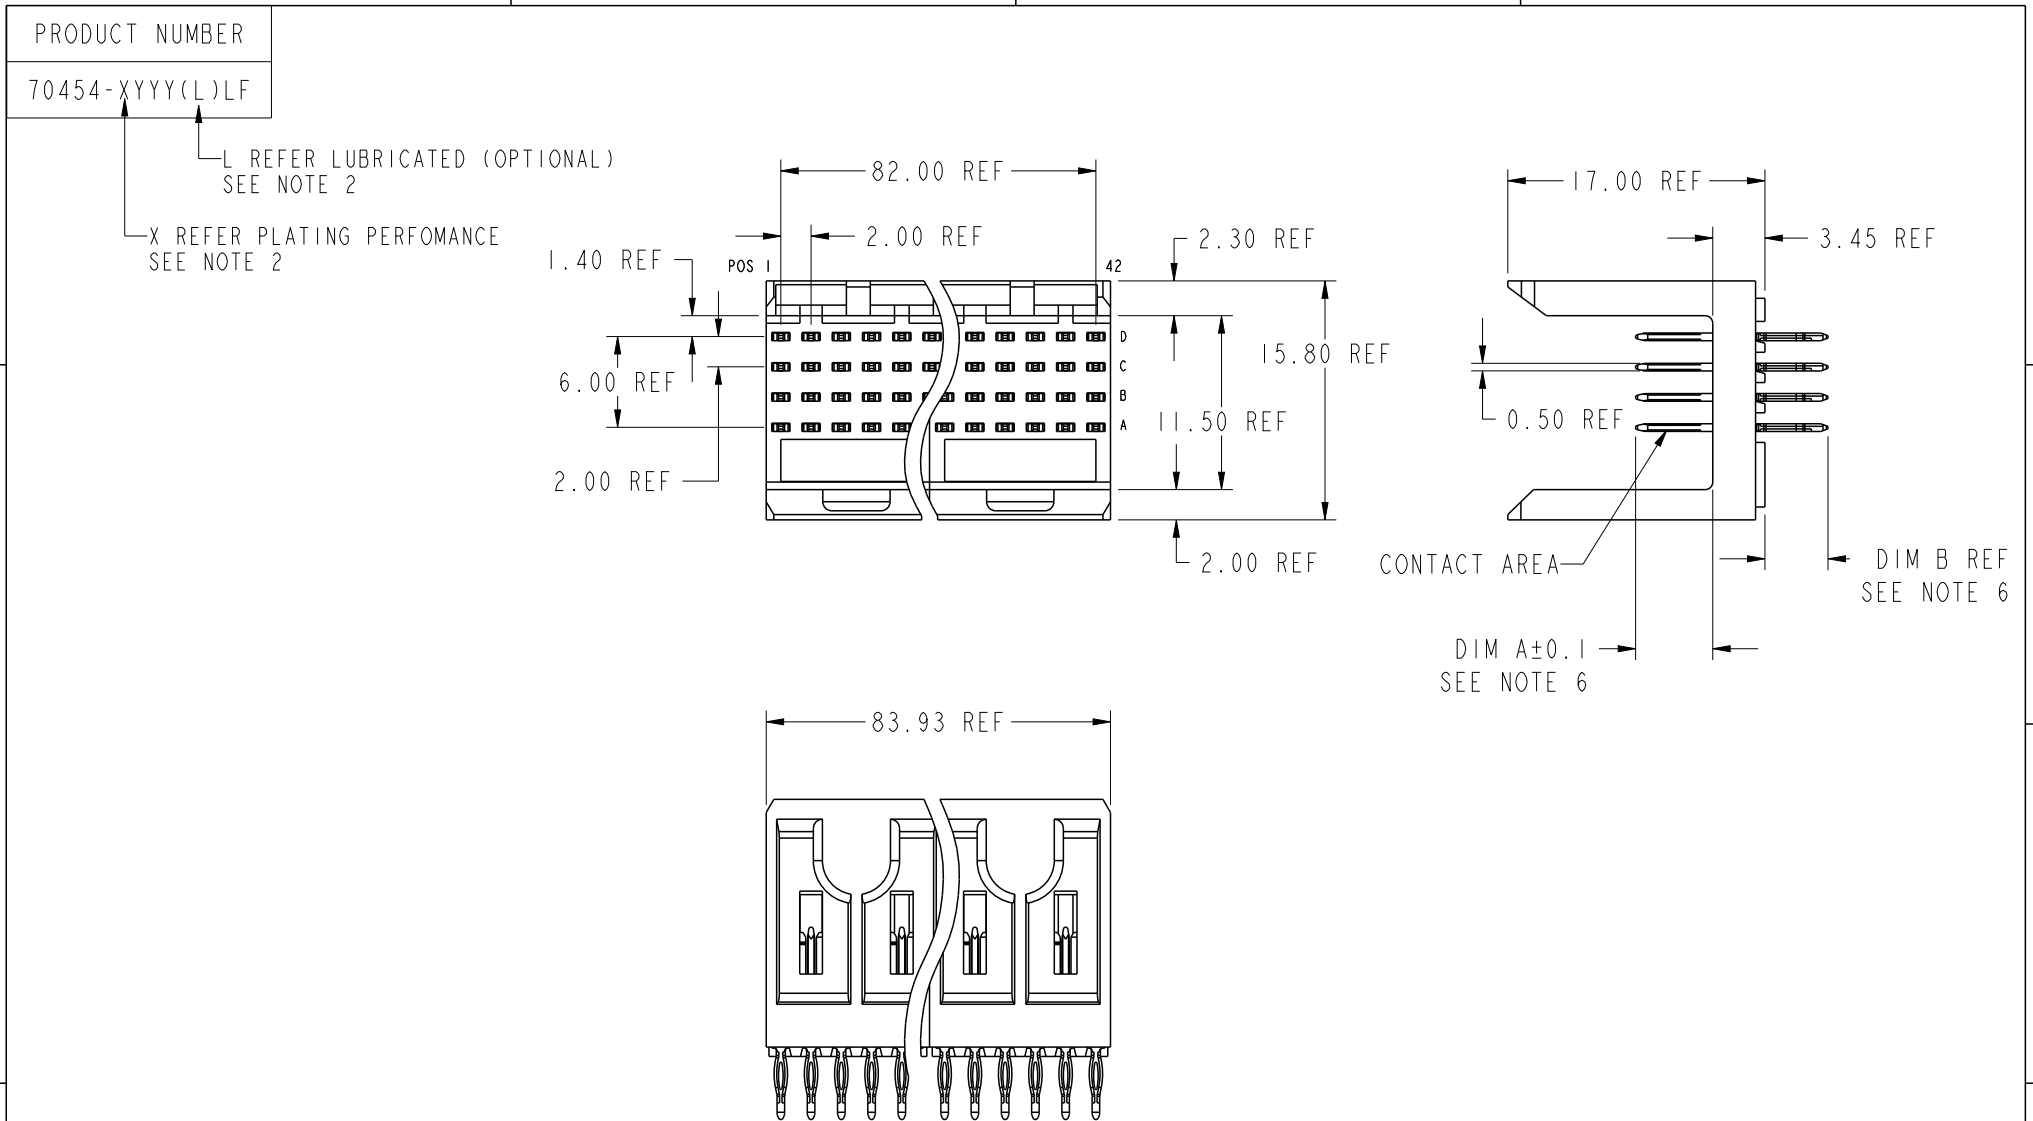 PRODUCT NUMBER
70454-XYYY(L)LF
L REFER LUBRICATED (OPTIONAL)
SEE NOTE 2
X REFER PLATING PERFOMANCE
SEE NOTE 2
82.00 REF
2.00 REF
1.40 REF
POS 1
42
2.30 REF
D
C
B
A
6.00 REF
2.00 REF
15.80 REF
11.50 REF
2.00 REF
17.00 REF
3.45 REF
0.50 REF
CONTACT AREA
DIM B REF
SEE NOTE 6
DIM A±0.1
SEE NOTE 6
83.93 REF